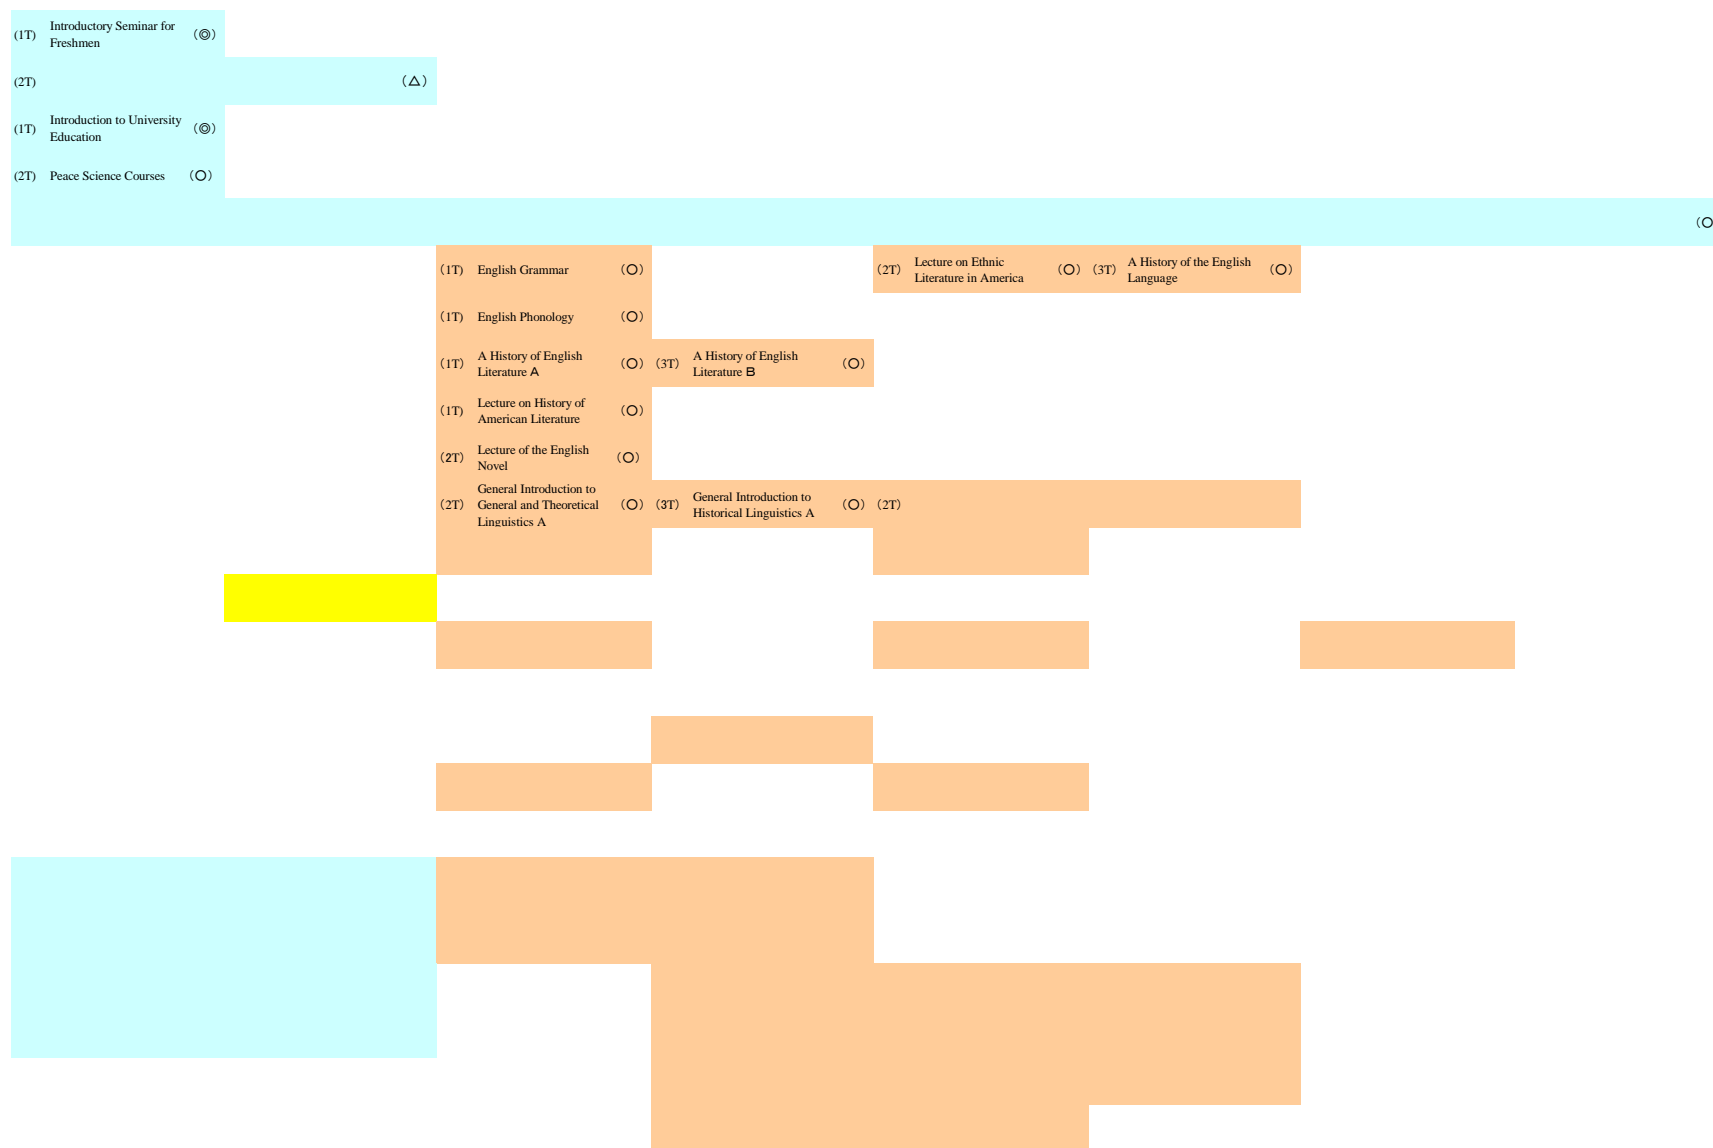 (1T) Introductory Seminar for
Freshmen (◎)
(2T) (△)
(1T) Introduction to University
Education (◎)
(2T) Peace Science Courses (〇)
(〇
(1T) English Grammar (〇)
(2T) Lecture on Ethnic
Literature in America (〇)
(3T) A History of the English
Language (〇)
(1T) English Phonology (〇)
(1T) A History of English
Literature A (〇)
(3T) A History of English
Literature B (〇)
(1T) Lecture on History of
American Literature (〇)
(2T) Lecture of the English
Novel (〇)
(2T) General Introduction to
General and Theoretical
Linguistics A (〇)
(3T) General Introduction to
Historical Linguistics A (〇)
(2T)